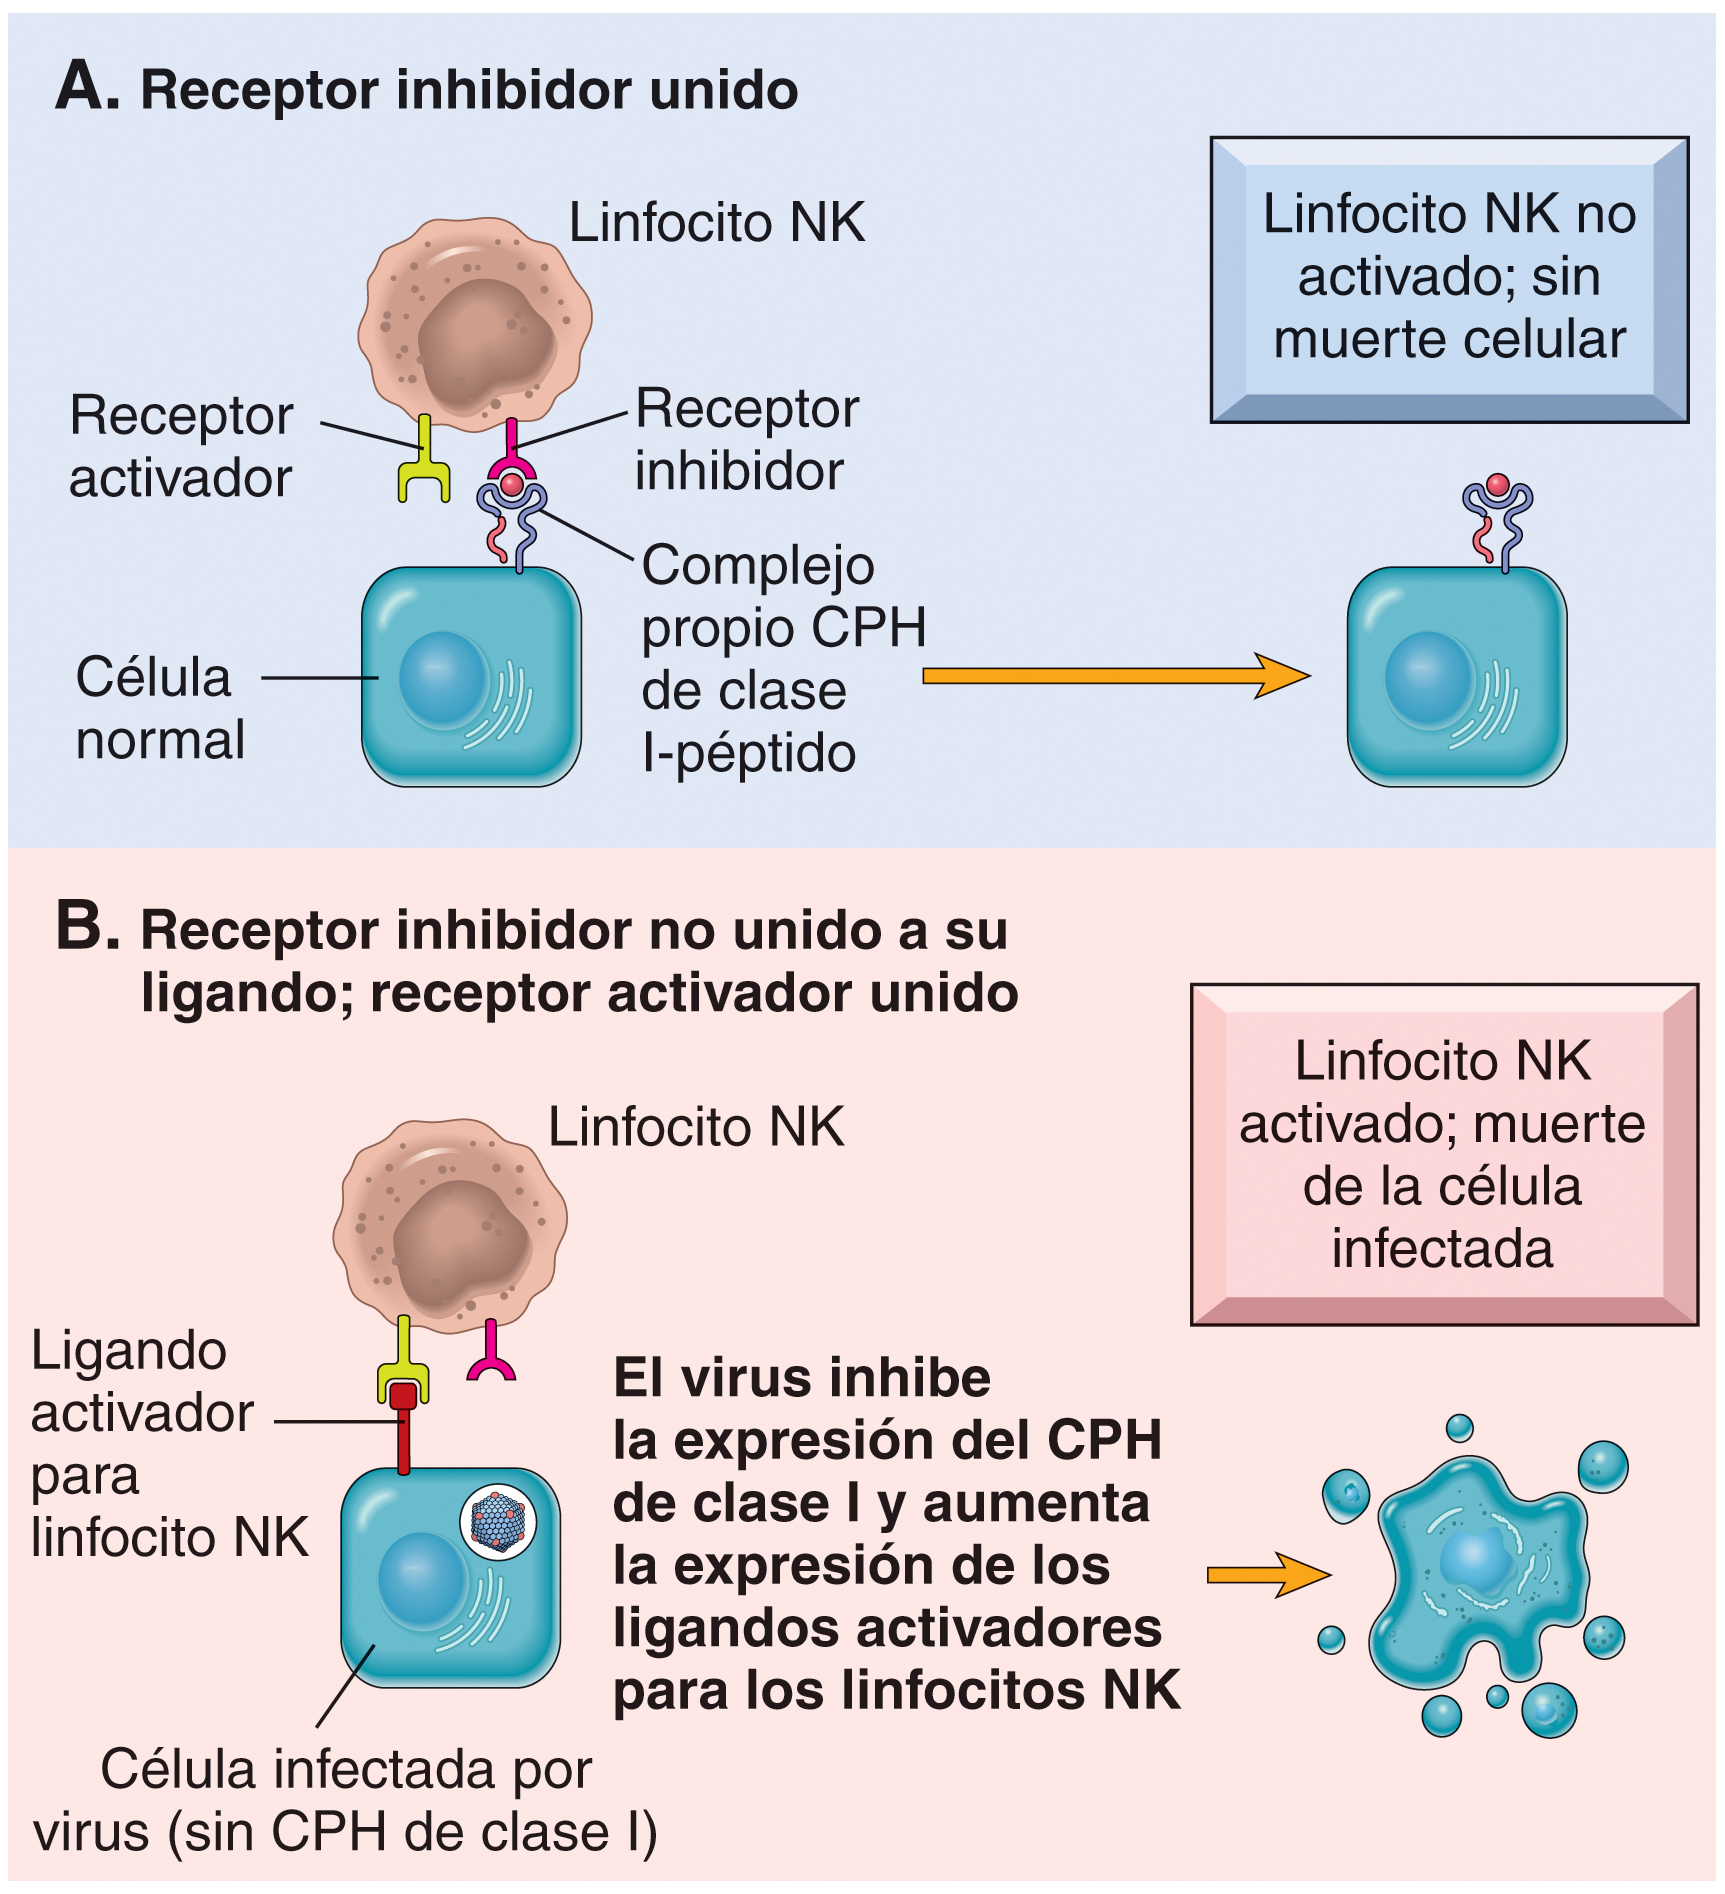 A. Receptor inhibidor unido
Linfocito NK
Linfocito NK no
activado; sin
muerte celular
Receptor
activador
Receptor
inhibidor
Complejo
propio CPH
de clase
I-péptido
Célula
normal
B. Receptor inhibidor no unido a su
ligando; receptor activador unido
Linfocito NK
Linfocito NK
activado; muerte
de la célula
infectada
Ligando
activador
para
linfocito NK
El virus inhibe
la expresión del CPH
de clase I y aumenta
la expresión de los
ligandos activadores
para los linfocitos NK
Célula infectada por
virus (sin CPH de clase I)